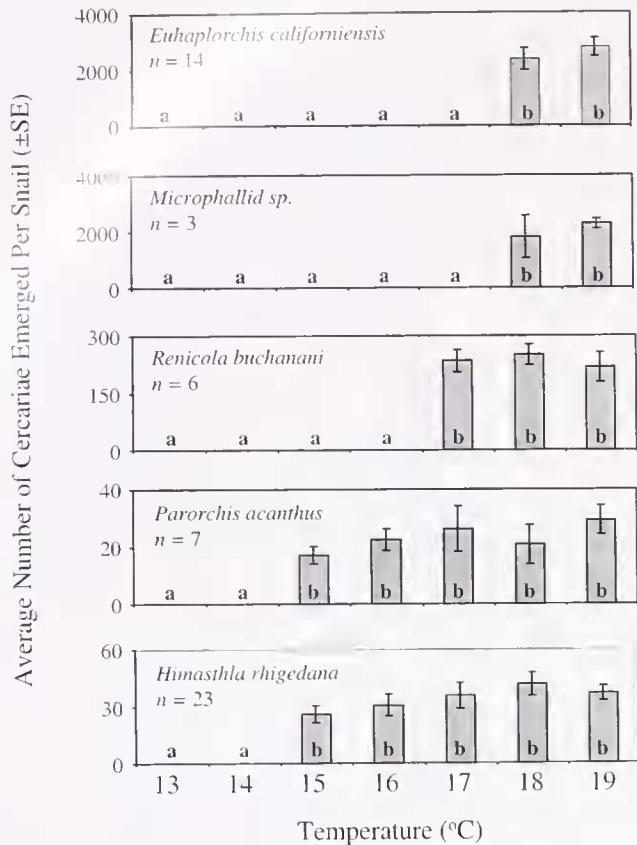 Average Number of Cercariae Emerged Per Snail (±SE)
4000
2000
0
Euhaplorchis californiensis
n = 14
a a a a a b b
4000
2000
0
Microphallid sp.
n = 3
a a a a a b b
300
150
0
Renicola buchanani
n = 6
a a a a b b b
40
20
0
Parorchis acanthus
n = 7
a a b b b b b
60
30
0
Himasthla rhigedana
n = 23
a a b b b b b
13 14 15 16 17 18 19
Temperature (°C)